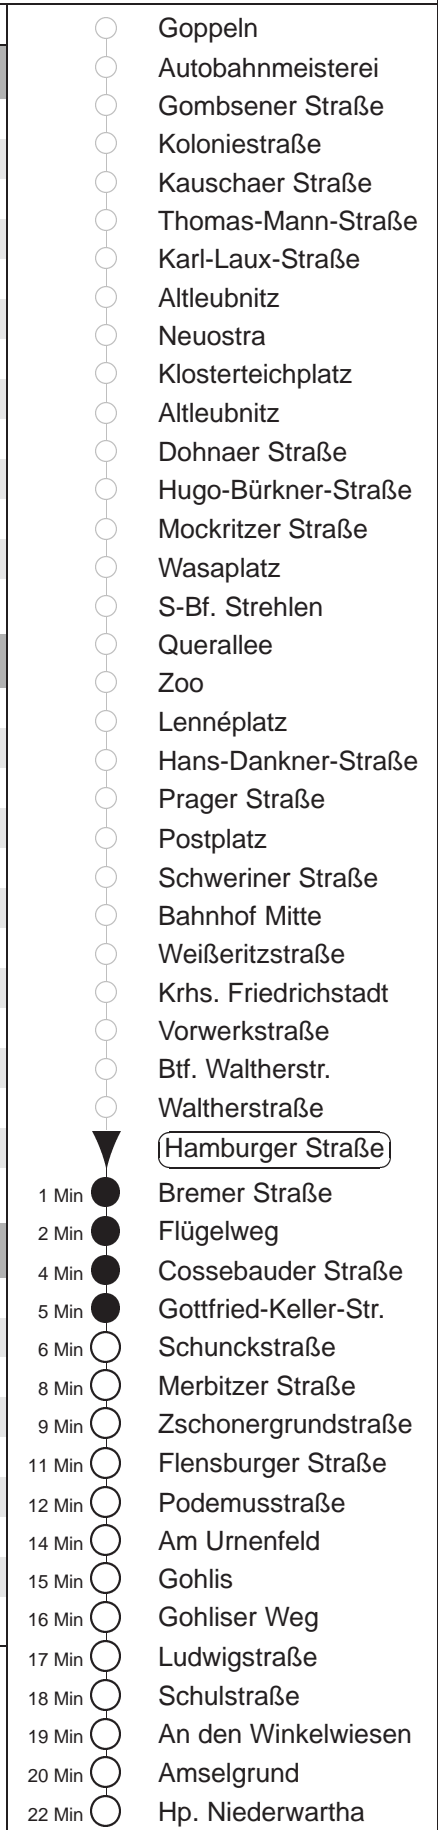 Goppeln
Autobahnmeisterei
Gombsener Straße
Koloniestraße
Kauschaer Straße
Thomas-Mann-Straße
Karl-Laux-Straße
Altleubnitz
Neuostra
Klosterteichplatz
Altleubnitz
Dohnaer Straße
Hugo-Bürkner-Straße
Mockritzer Straße
Wasaplatz
S-Bf. Strehlen
Querallee
Zoo
Lennéplatz
Hans-Dankner-Straße
Prager Straße
Postplatz
Schweriner Straße
Bahnhof Mitte
Weißeritzstraße
Krhs. Friedrichstadt
Vorwerkstraße
Btf. Waltherstr.
Waltherstraße
Hamburger Straße
1 Min Bremer Straße
2 Min Flügelweg
4 Min Cossebauder Straße
5 Min Gottfried-Keller-Str.
6 Min Schunckstraße
8 Min Merbitzer Straße
9 Min Zschonergrundstraße
11 Min Flensburger Straße
12 Min Podemusstraße
14 Min Am Urnenfeld
15 Min Gohlis
16 Min Gohliser Weg
17 Min Ludwigstraße
18 Min Schulstraße
19 Min An den Winkelwiesen
20 Min Amselgrund
22 Min Hp. Niederwartha